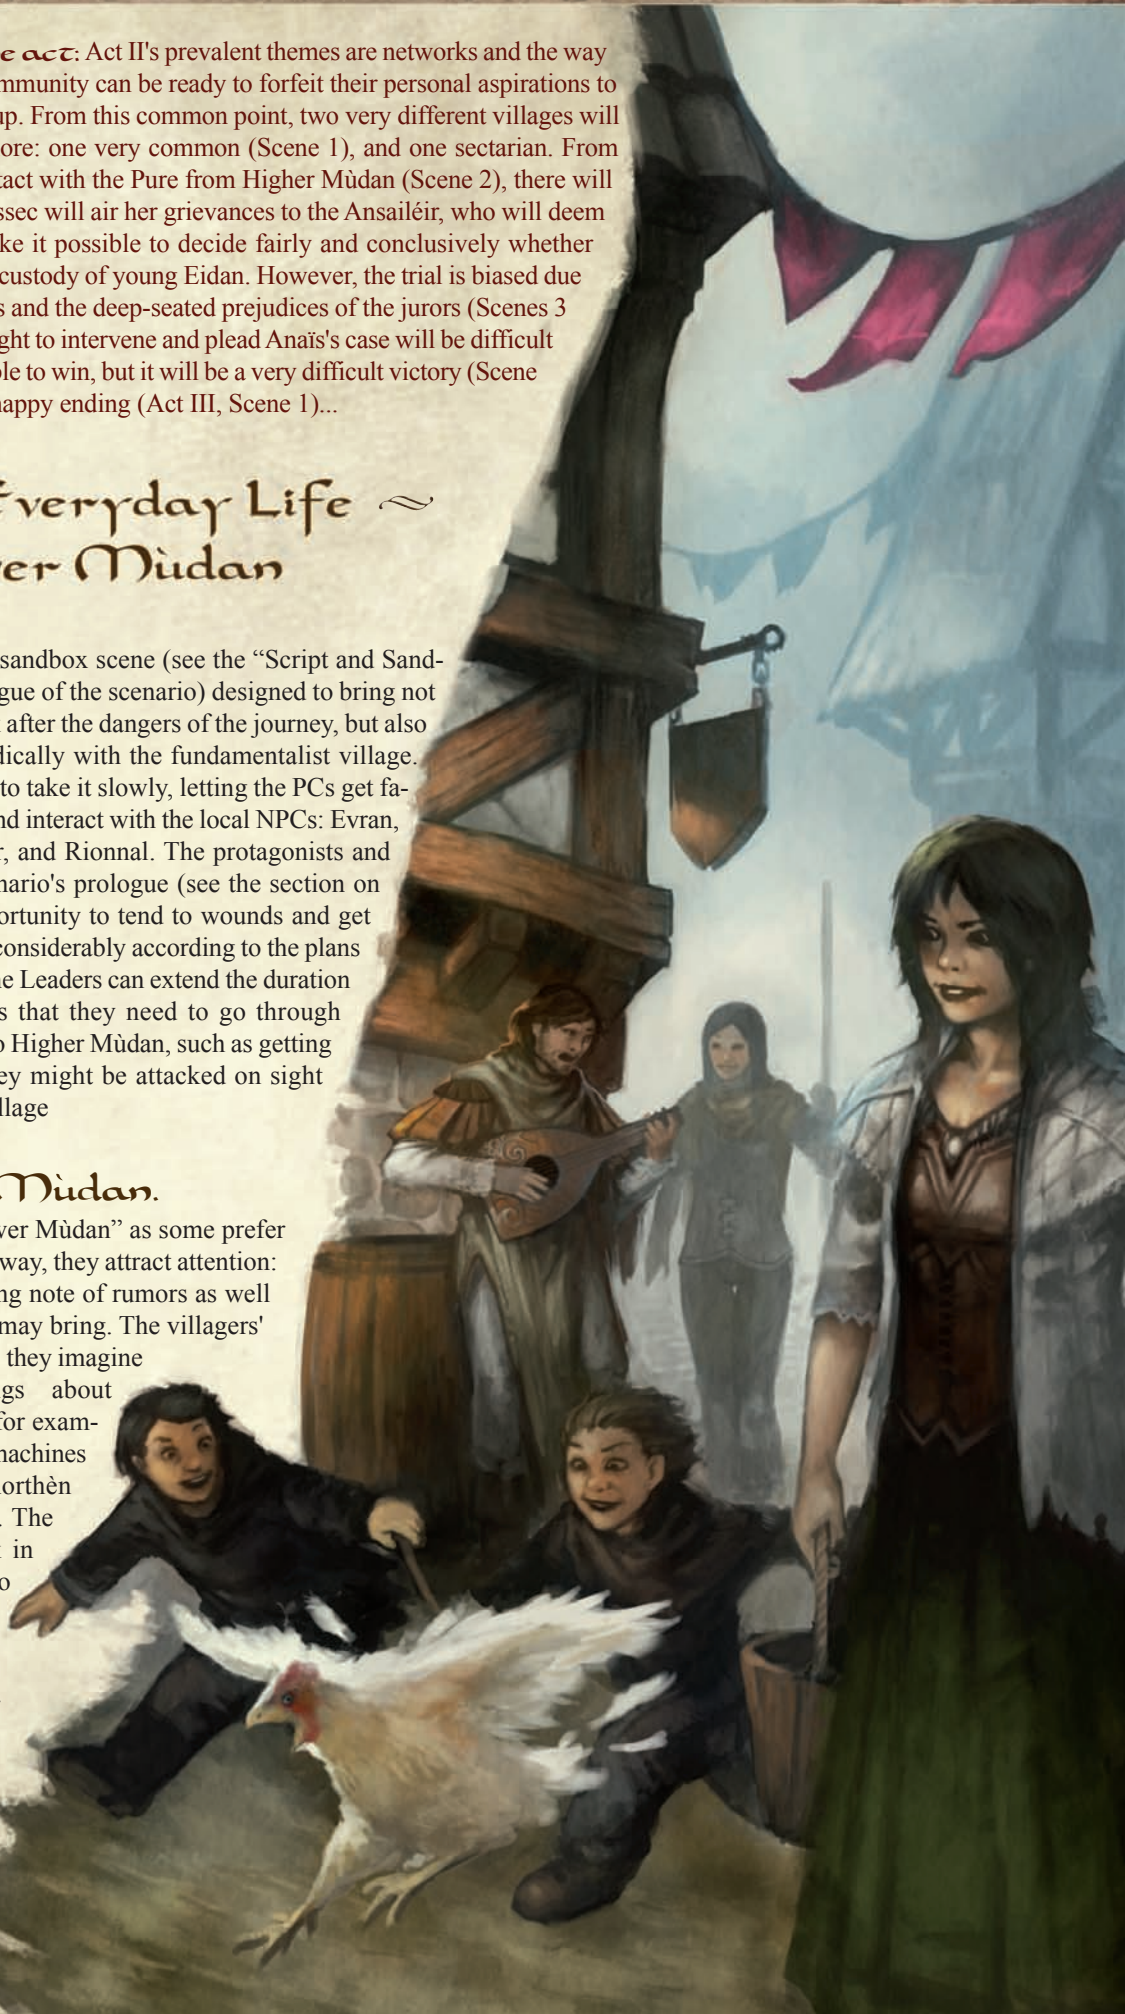 e act: Act II's prevalent themes are networks and the way
mmunity can be ready to forfeit their personal aspirations to
up. From this common point, two very different villages will
ore: one very common (Scene 1), and one sectarian. From
tact with the Pure from Higher Mùdan (Scene 2), there will
ssec will air her grievances to the Ansailéir, who will deem
ke it possible to decide fairly and conclusively whether
custody of young Eidan. However, the trial is biased due
s and the deep-seated prejudices of the jurors (Scenes 3
ght to intervene and plead Anaïs's case will be difficult
ble to win, but it will be a very difficult victory (Scene
happy ending (Act III, Scene 1)...
Everyday Life ~
er Mùdan
sandbox scene (see the “Script and Sand-
gue of the scenario) designed to bring not
after the dangers of the journey, but also
dically with the fundamentalist village.
to take it slowly, letting the PCs get fa-
nd interact with the local NPCs: Evran,
r, and Rionnal. The protagonists and
nario's prologue (see the section on
ortunity to tend to wounds and get
considerably according to the plans
he Leaders can extend the duration
s that they need to go through
o Higher Mùdan, such as getting
ey might be attacked on sight
llage
Mùdan.
ver Mùdan” as some prefer
way, they attract attention:
ng note of rumors as well
may bring. The villagers'
they imagine
gs about
for exam-
machines
orthèn
. The
in
o